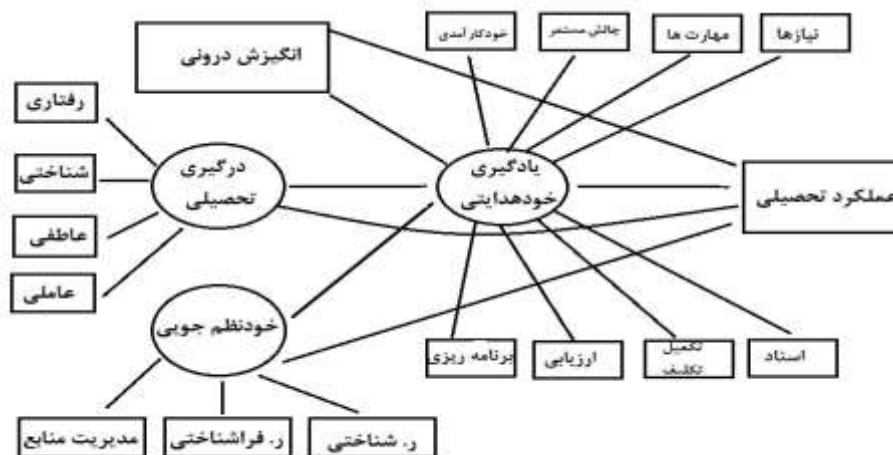 نیازها
مهارت ها
چالش مستمر
خودکارآمدی
انگیزش درونی
رفتاری
شناختی
عاطفی
عاملی
درگیری
تحصیلی
یادگیری
خودهدایتی
عملکرد تحصیلی
خودنظم جویی
برنامه ریزی
ارزیابی
تکمیل
تکلیف
اسناد
مدیریت منابع
ر. فراشناختی
ر. شناختی